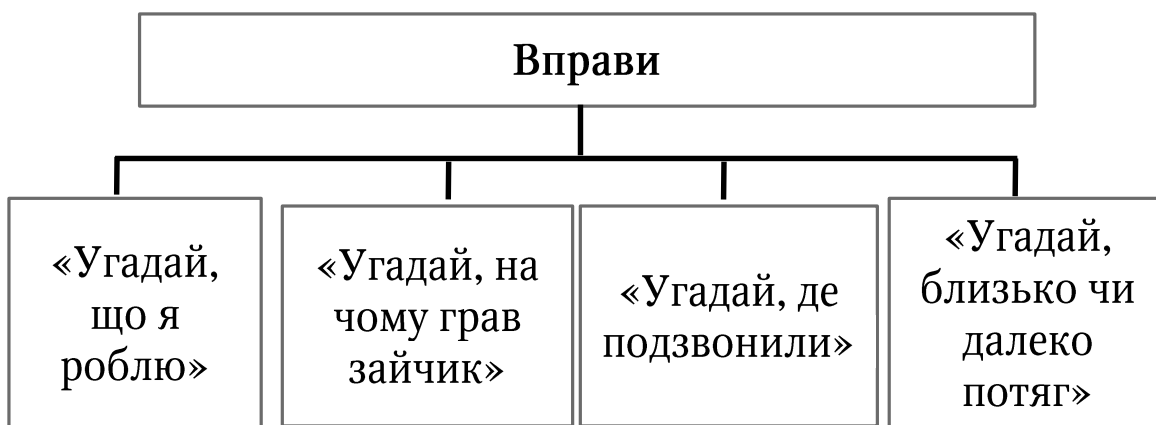 Вправи
«Угадай,
що я
роблю»
«Угадай, на
чому грав
зайчик»
«Угадай, де
подзвонили»
«Угадай,
близько чи
далеко
потяг»